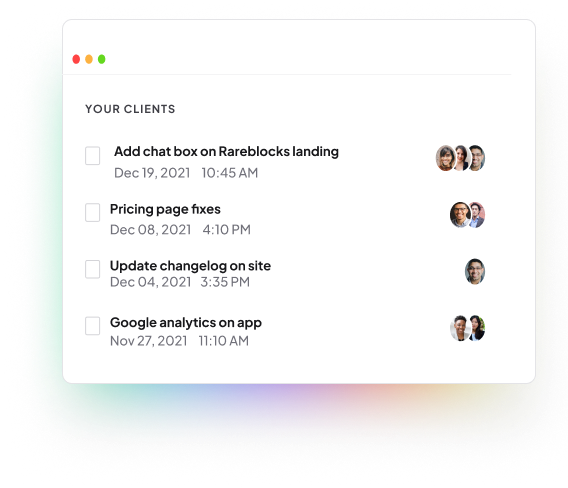 YOUR CLIENTS
Add chat box on Rareblocks landing
Dec 19, 2021 10:45 AM
Pricing page fixes
Dec 08, 2021 4:10 PM
Update changelog on site
Dec 04, 2021 3:35 PM
Google analytics on app
Nov 27, 2021 11:10 AM